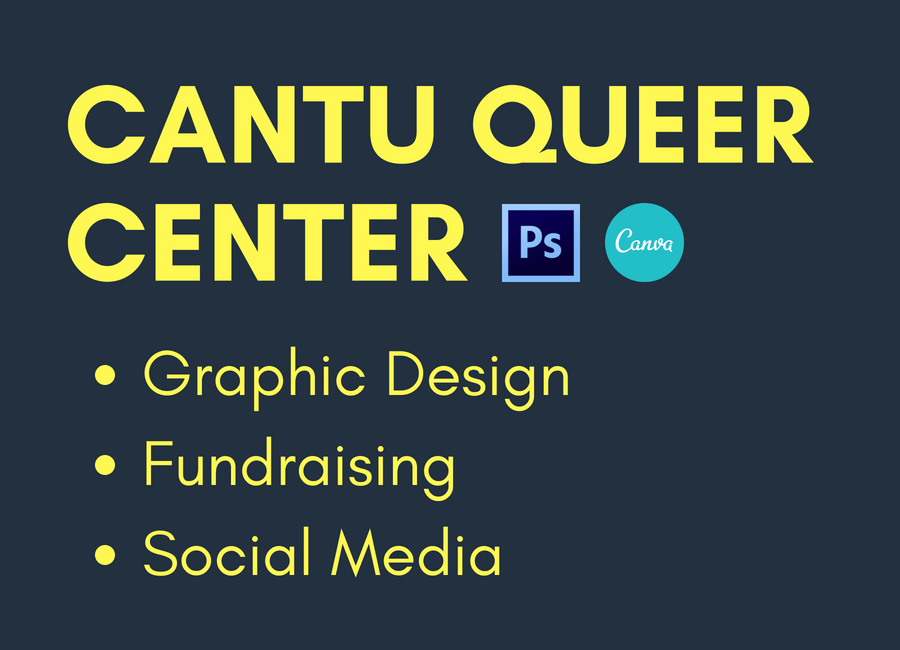 CANTU QUEER
CENTER Ps Canva
• Graphic Design
• Fundraising
• Social Media